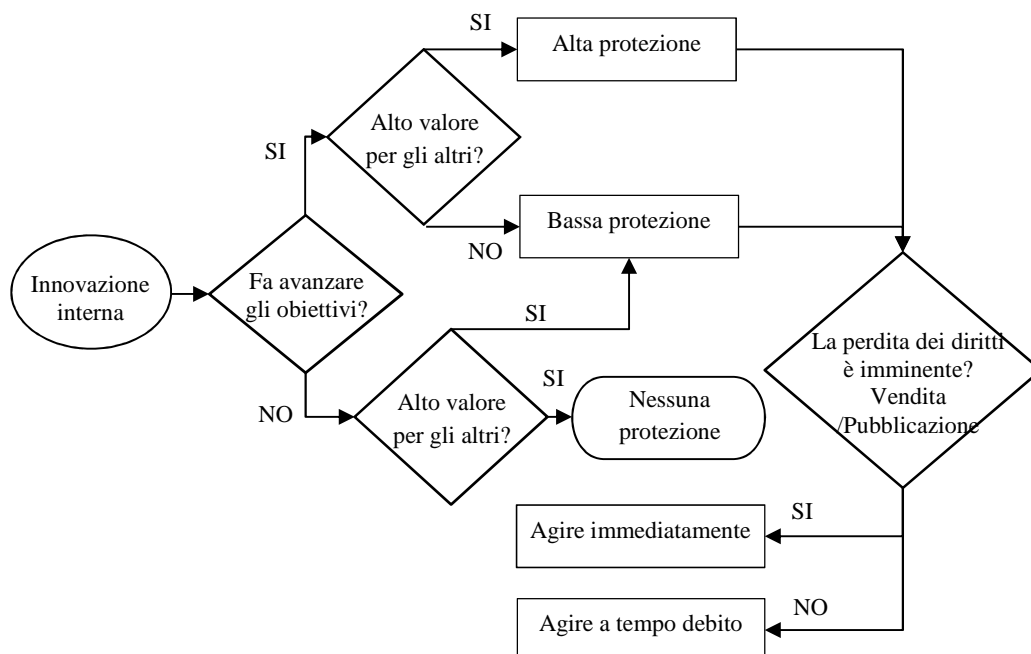 SI
Alta protezione
Alto valore
per gli altri?
SI
NO
Bassa protezione
Innovazione
interna
Fa avanzare
gli obiettivi?
SI
NO
Alto valore
per gli altri?
SI
Nessuna
protezione
La perdita dei diritti
è imminente?
Vendita
/Pubblicazione
SI
Agire immediatamente
NO
Agire a tempo debito